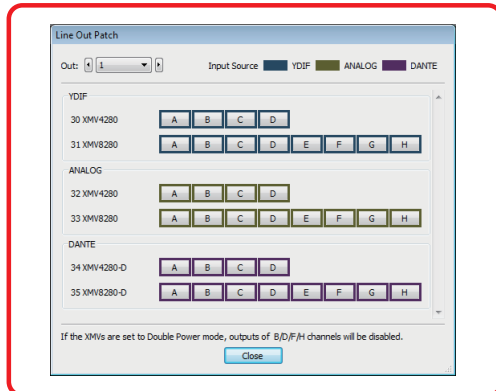 Line Out Patch
Out: 1 Input Source YDIF ANALOG DANTE
YDIF
30 XMV4280 A B C D
31 XMV8280 A B C D E F G H
ANALOG
32 XMV4280 A B C D
33 XMV8280 A B C D E F G H
DANTE
34 XMV4280-D A B C D
35 XMV8280-D A B C D E F G H
If the XMVs are set to Double Power mode, outputs of B/D/F/H channels will be disabled.
Close